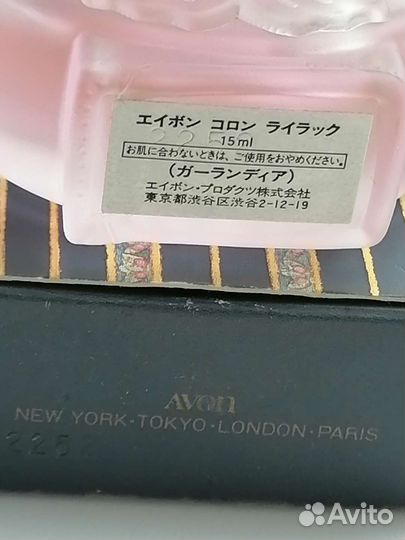 エイボン コロン ライラック
15ml
お肌に合わないときは、ご使用をおやめください。
(ガーランディア)
エイボン・プロダクツ株式会社
東京都渋谷区渋谷2-12-19
AVon
NEW YORK·TOKYO·LONDON·PARIS
225
Avito